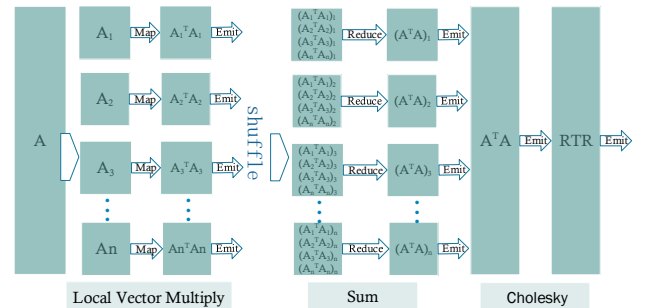 A
A₁
Map
A₁ᵀA₁
Emit
A₂
Map
A₂ᵀA₂
Emit
A₃
Map
A₃ᵀA₃
Emit
An
Map
AnᵀAn
Emit
shuffle
(A₁ᵀA₁)₁
(A₂ᵀA₂)₁
(A₃ᵀA₃)₁
(AₙᵀAₙ)₁
Reduce
(AᵀA)₁
Emit
(A₁ᵀA₁)₂
(A₂ᵀA₂)₂
(A₃ᵀA₃)₂
(AₙᵀAₙ)₂
Reduce
(AᵀA)₂
Emit
(A₁ᵀA₁)₃
(A₂ᵀA₂)₃
(A₃ᵀA₃)₃
(AₙᵀAₙ)₃
Reduce
(AᵀA)₃
Emit
(A₁ᵀA₁)ₙ
(A₂ᵀA₂)ₙ
(A₃ᵀA₃)ₙ
(AₙᵀAₙ)ₙ
Reduce
(AᵀA)ₙ
Emit
AᵀA
Emit
RTR
Emit
Local Vector Multiply
Sum
Cholesky